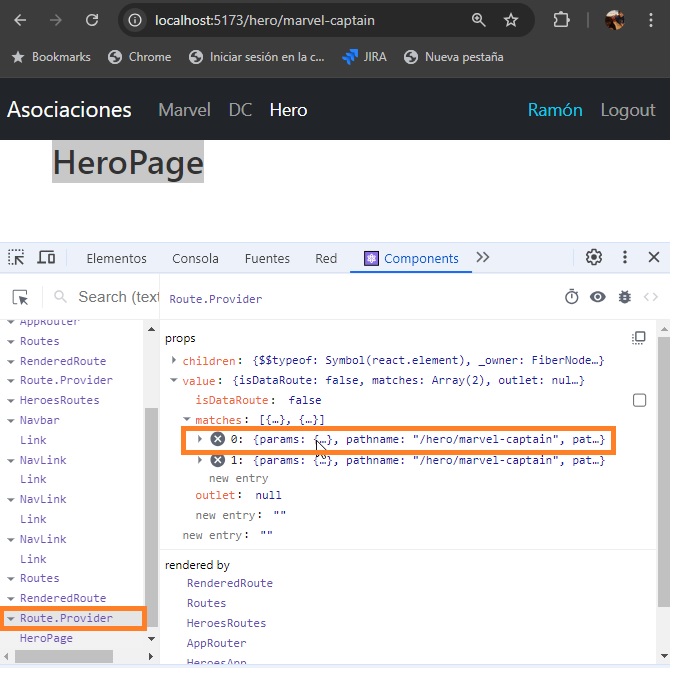 localhost:5173/hero/marvel-captain
Bookmarks Chrome Iniciar sesión en la c... JIRA Nueva pestaña
Asociaciones Marvel DC Hero Ramón Logout
HeroPage
Elementos Consola Fuentes Red Components
Search (text
Route.Provider
AppRouter
Routes
RenderedRoute
Route.Provider
HeroesRoutes
Navbar
Link
NavLink
Link
NavLink
Link
NavLink
Link
Routes
RenderedRoute
Route.Provider
HeroPage
props
children: {$$typeof: Symbol(react.element), _owner: FiberNode…}
value: {isDataRoute: false, matches: Array(2), outlet: nul…}
isDataRoute: false
matches: [{…}, {…}]
0: {params: {…}, pathname: "/hero/marvel-captain", pat…}
1: {params: {…}, pathname: "/hero/marvel-captain", pat…}
new entry
outlet: null
new entry: ""
new entry: ""
rendered by
RenderedRoute
Routes
HeroesRoutes
AppRouter
HeroesApp